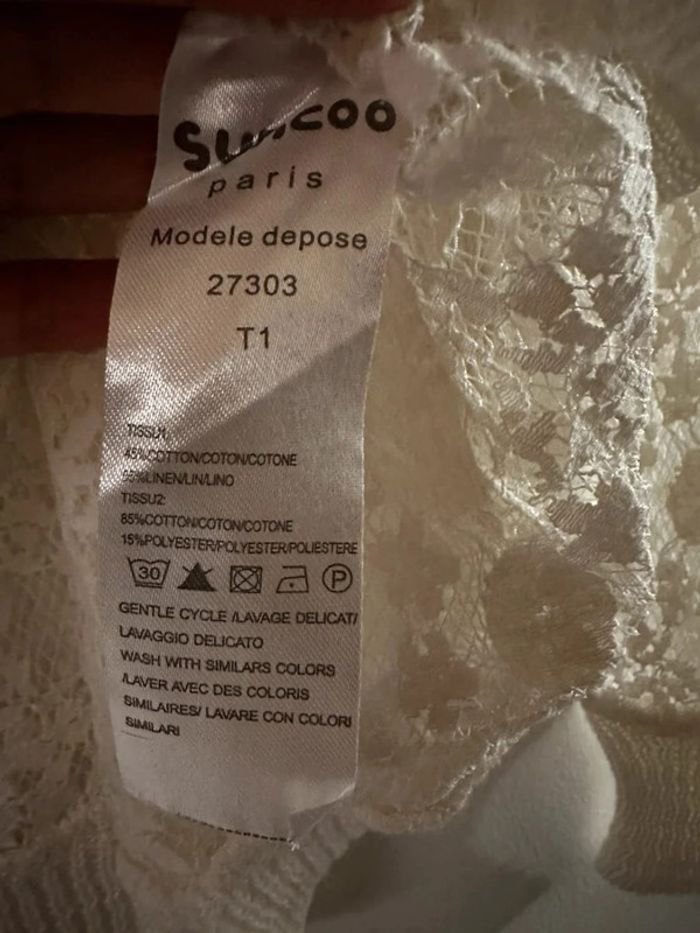 Suncoo
paris
Modele depose
27303
T1
TISSU1:
45%COTTON/COTON/COTONE
55%LINEN/LIN/LINO
TISSU2:
85%COTTON/COTON/COTONE
15%POLYESTER/POLYESTER/POLIESTERE
30 P
GENTLE CYCLE /LAVAGE DELICAT/
LAVAGGIO DELICATO
WASH WITH SIMILARS COLORS
/LAVER AVEC DES COLORIS
SIMILAIRES/ LAVARE CON COLORI
SIMILARI